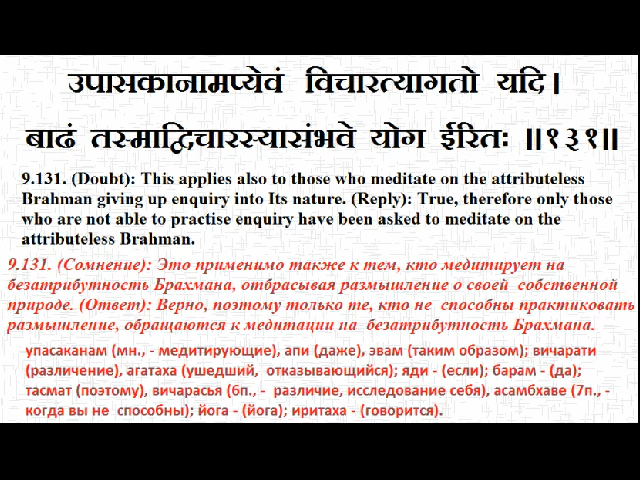 उपासकानामप्येवं विचारत्यागतो यदि।
बाढं तस्माद्विचारस्यासंभवे योग ईरितः ॥१३१॥
9.131. (Doubt): This applies also to those who meditate on the attributeless
Brahman giving up enquiry into Its nature. (Reply): True, therefore only those
who are not able to practise enquiry have been asked to meditate on the
attributeless Brahman.
9.131. (Сомнение): Это применимо также к тем, кто медитирует на
безатрибутность Брахмана, отбрасывая размышление о своей собственной
природе. (Ответ): Верно, поэтому только те, кто не способны практиковать
размышление, обращаются к медитации на безатрибутность Брахмана.
упасаканам (мн., - медитирующие), апи (даже), эвам (таким образом); вичарати
(различение), агатаха (ушедший, отказывающийся); яди - (если); барам - (да);
тасмат (поэтому), вичарасья (6п., - различие, исследование себя), асамбхаве (7п., -
когда вы не способны); йога - (йога); иритаха - (говорится).